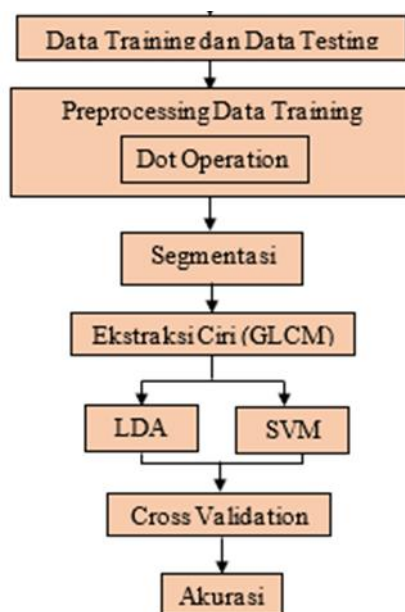 Data Training dan Data Testing
Preprocessing Data Training
Dot Operation
Segmentasi
Ekstraksi Ciri (GLCM)
LDA
SVM
Cross Validation
Akurasi